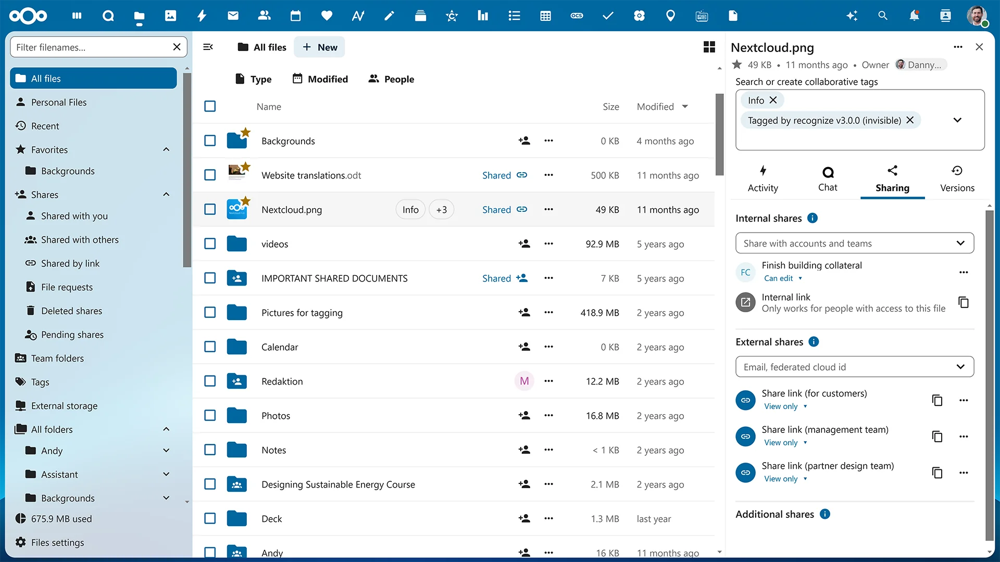 Filter filenames...
All files
Personal Files
Recent
Favorites
Backgrounds
Shares
Shared with you
Shared with others
Shared by link
File requests
Deleted shares
Pending shares
Team folders
Tags
External storage
All folders
Andy
Assistant
Backgrounds
675.9 MB used
Files settings
All files
+ New
Type Modified People
Name Size Modified
Backgrounds 0 KB 4 months ago
Website translations.odt Shared 500 KB 11 months ago
Nextcloud.png Info +3 Shared 49 KB 11 months ago
videos 92.9 MB 5 years ago
IMPORTANT SHARED DOCUMENTS Shared 7 KB 5 years ago
Pictures for tagging 418.9 MB 2 years ago
Calendar 0 KB 2 years ago
Redaktion M 12.2 MB 2 years ago
Photos 16.8 MB 2 years ago
Notes < 1 KB 2 years ago
Designing Sustainable Energy Course 2.1 MB 2 years ago
Deck 1.3 MB last year
Andy 16 KB 11 months ago
Nextcloud.png
49 KB • 11 months ago • Owner Danny...
Search or create collaborative tags
Info
Tagged by recognize v3.0.0 (invisible)
Activity Chat Sharing Versions
Internal shares
Share with accounts and teams
FC Finish building collateral
Can edit
Internal link
Only works for people with access to this file
External shares
Email, federated cloud id
Share link (for customers)
View only
Share link (management team)
View only
Share link (partner design team)
View only
Additional shares